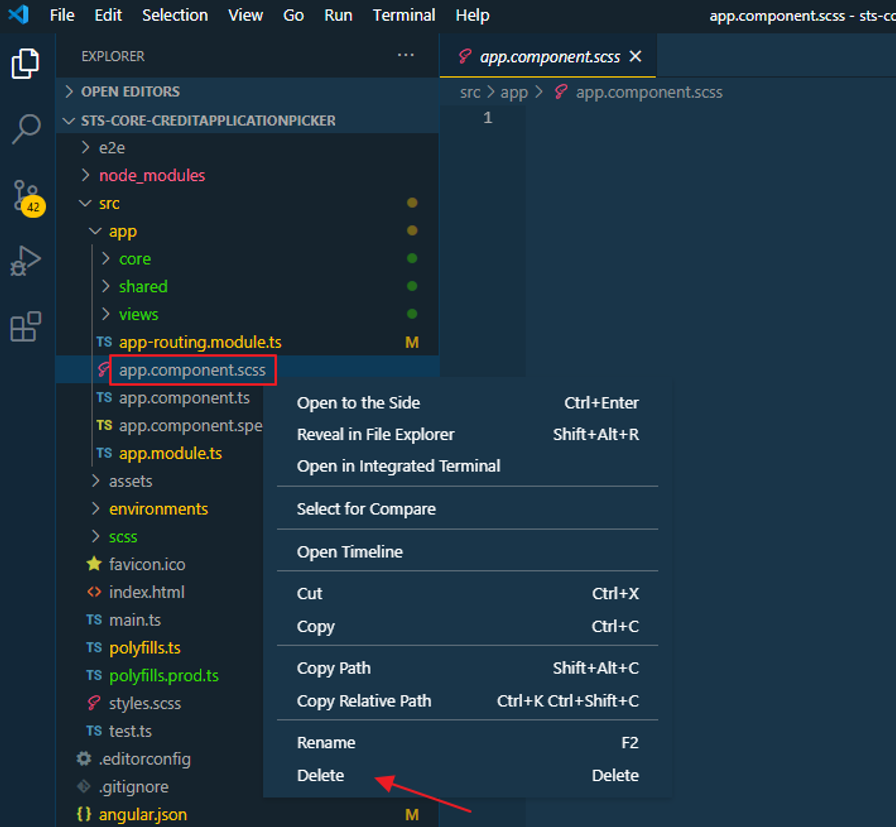 File Edit Selection View Go Run Terminal Help app.component.scss - sts-co
EXPLORER ···
app.component.scss
OPEN EDITORS
src > app > app.component.scss
STS-CORE-CREDITAPPLICATIONPICKER
1
e2e
node_modules
42
src
app
core
shared
views
TS app-routing.module.ts M
app.component.scss
TS app.component.ts
TS app.component.spe
TS app.module.ts
assets
environments
scss
favicon.ico
<> index.html
TS main.ts
TS polyfills.ts
TS polyfills.prod.ts
styles.scss
TS test.ts
.editorconfig
.gitignore
{} angular.json M
Open to the Side Ctrl+Enter
Reveal in File Explorer Shift+Alt+R
Open in Integrated Terminal
Select for Compare
Open Timeline
Cut Ctrl+X
Copy Ctrl+C
Copy Path Shift+Alt+C
Copy Relative Path Ctrl+K Ctrl+Shift+C
Rename F2
Delete Delete